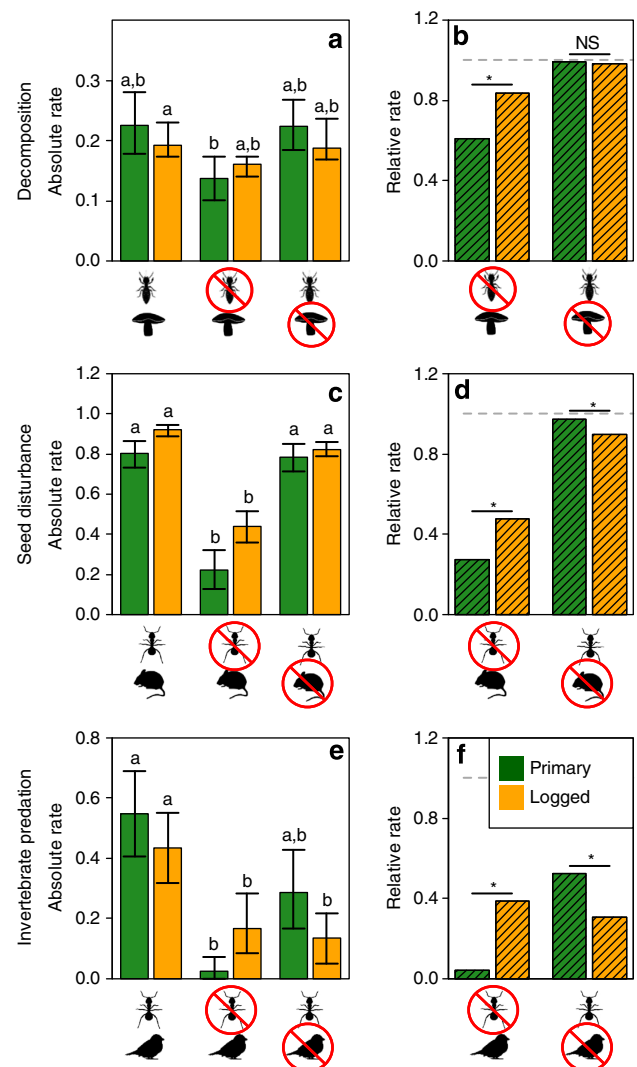 a
Decomposition
Absolute rate
0.3
0.2
0.1
0.0
a,b
a
b
a,b
a,b
a,b
b
Relative rate
1.2
0.8
0.4
0.0
*
NS
c
Seed disturbance
Absolute rate
1.2
1.0
0.8
0.6
0.4
0.2
0.0
a
a
b
b
a
a
d
Relative rate
1.2
0.8
0.4
0.0
*
*
e
Invertebrate predation
Absolute rate
0.8
0.6
0.4
0.2
0.0
a
a
b
b
a,b
b
f
Relative rate
1.2
0.8
0.4
0.0
*
*
Primary
Logged